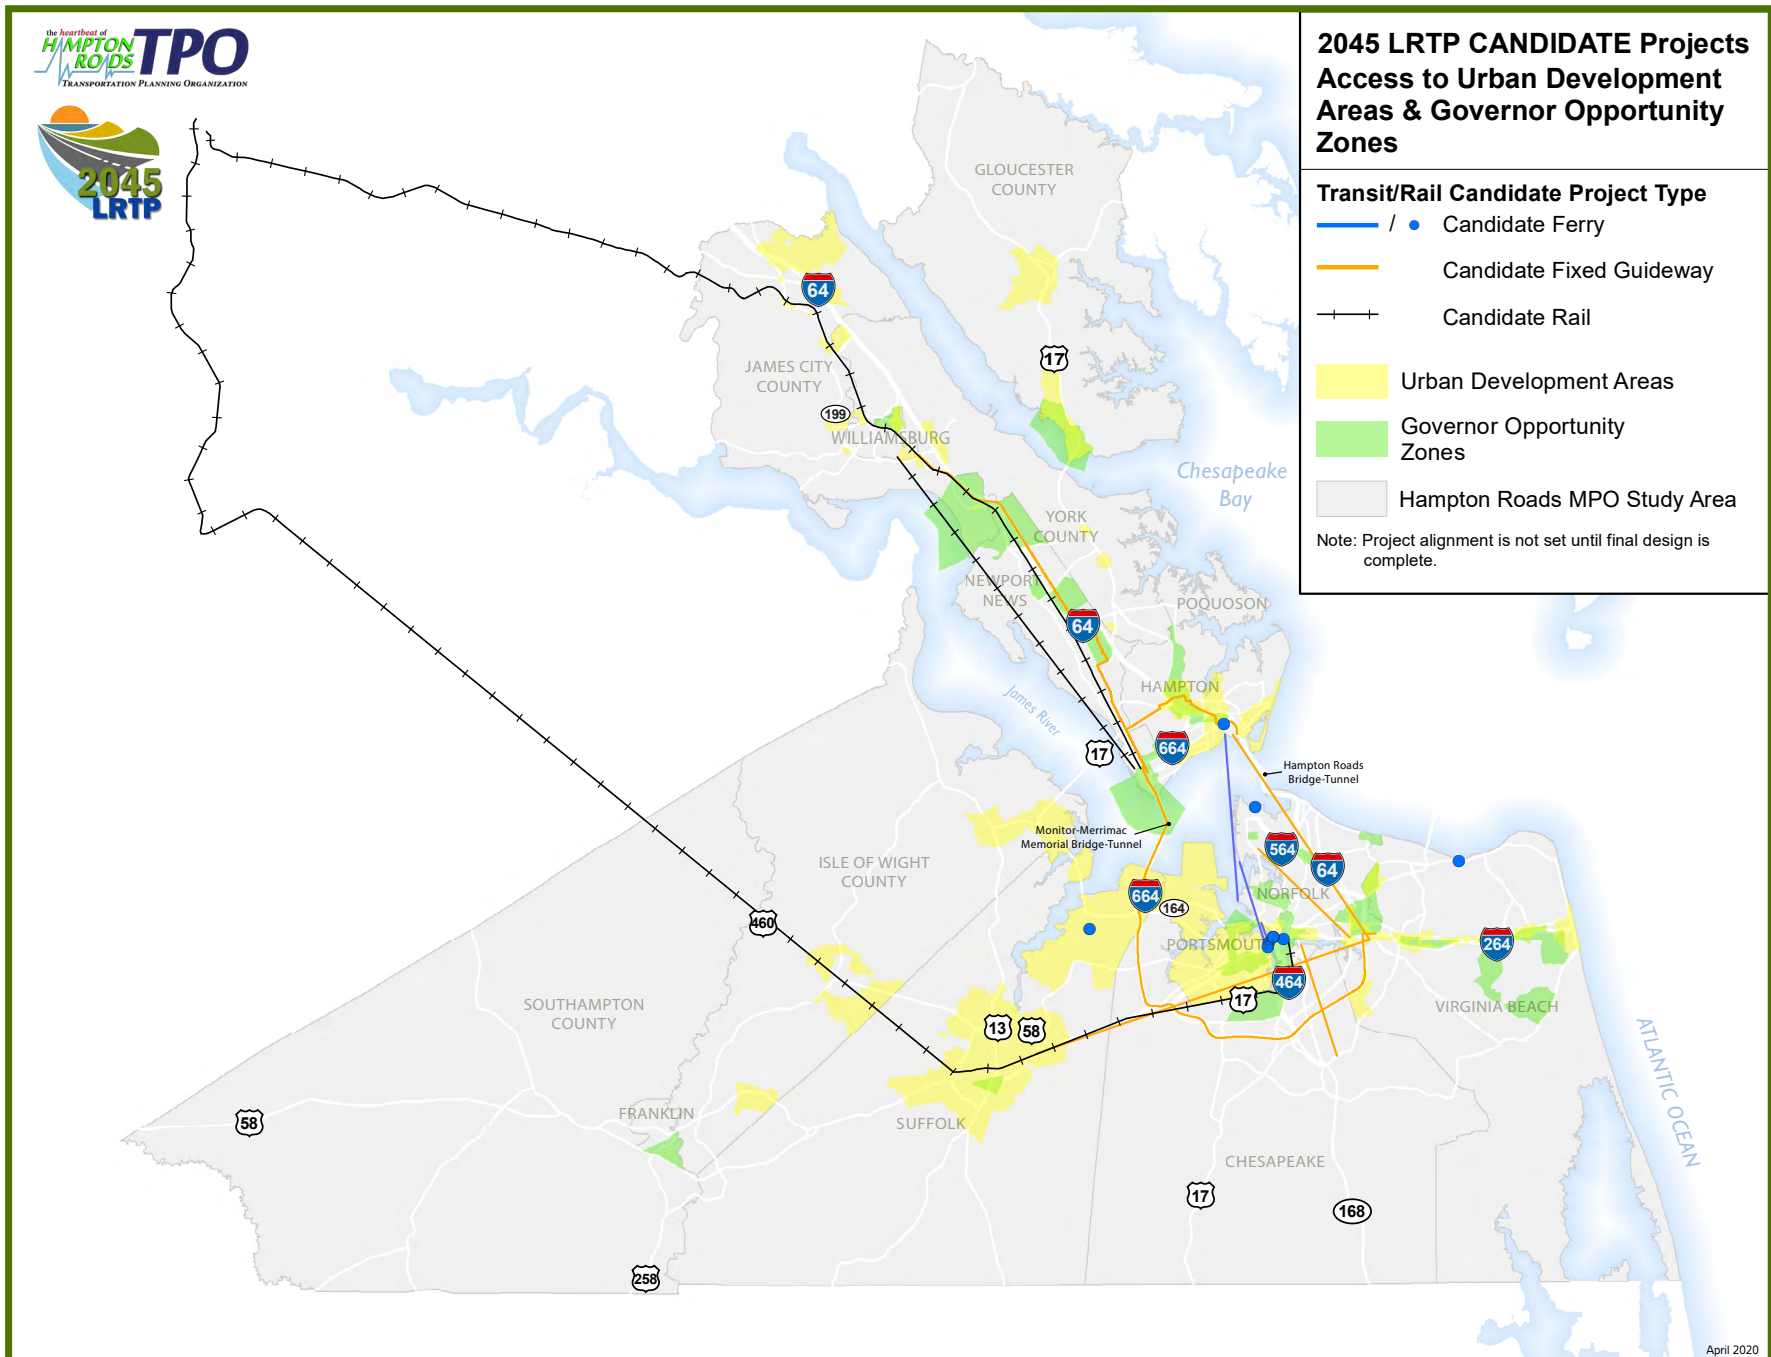 the heartbeat of
HAMPTON
ROADS
TPO
TRANSPORTATION PLANNING ORGANIZATION
2045
LRTP
2045 LRTP CANDIDATE Projects
Access to Urban Development
Areas & Governor Opportunity
Zones
Transit/Rail Candidate Project Type
/ Candidate Ferry
Candidate Fixed Guideway
Candidate Rail
Urban Development Areas
Governor Opportunity
Zones
Hampton Roads MPO Study Area
Note: Project alignment is not set until final design is
complete.
GLOUCESTER
COUNTY
64
17
JAMES CITY
COUNTY
199
WILLIAMSBURG
Chesapeake
Bay
YORK
COUNTY
NEWPORT
NEWS
POQUOSON
64
HAMPTON
James River
17
664
Hampton Roads
Bridge-Tunnel
Monitor-Merrimac
Memorial Bridge-Tunnel
564
64
ISLE OF WIGHT
COUNTY
664
164
NORFOLK
460
PORTSMOUTH
264
464
17
SOUTHAMPTON
COUNTY
13
58
VIRGINIA BEACH
ATLANTIC OCEAN
58
FRANKLIN
SUFFOLK
CHESAPEAKE
17
168
258
April 2020